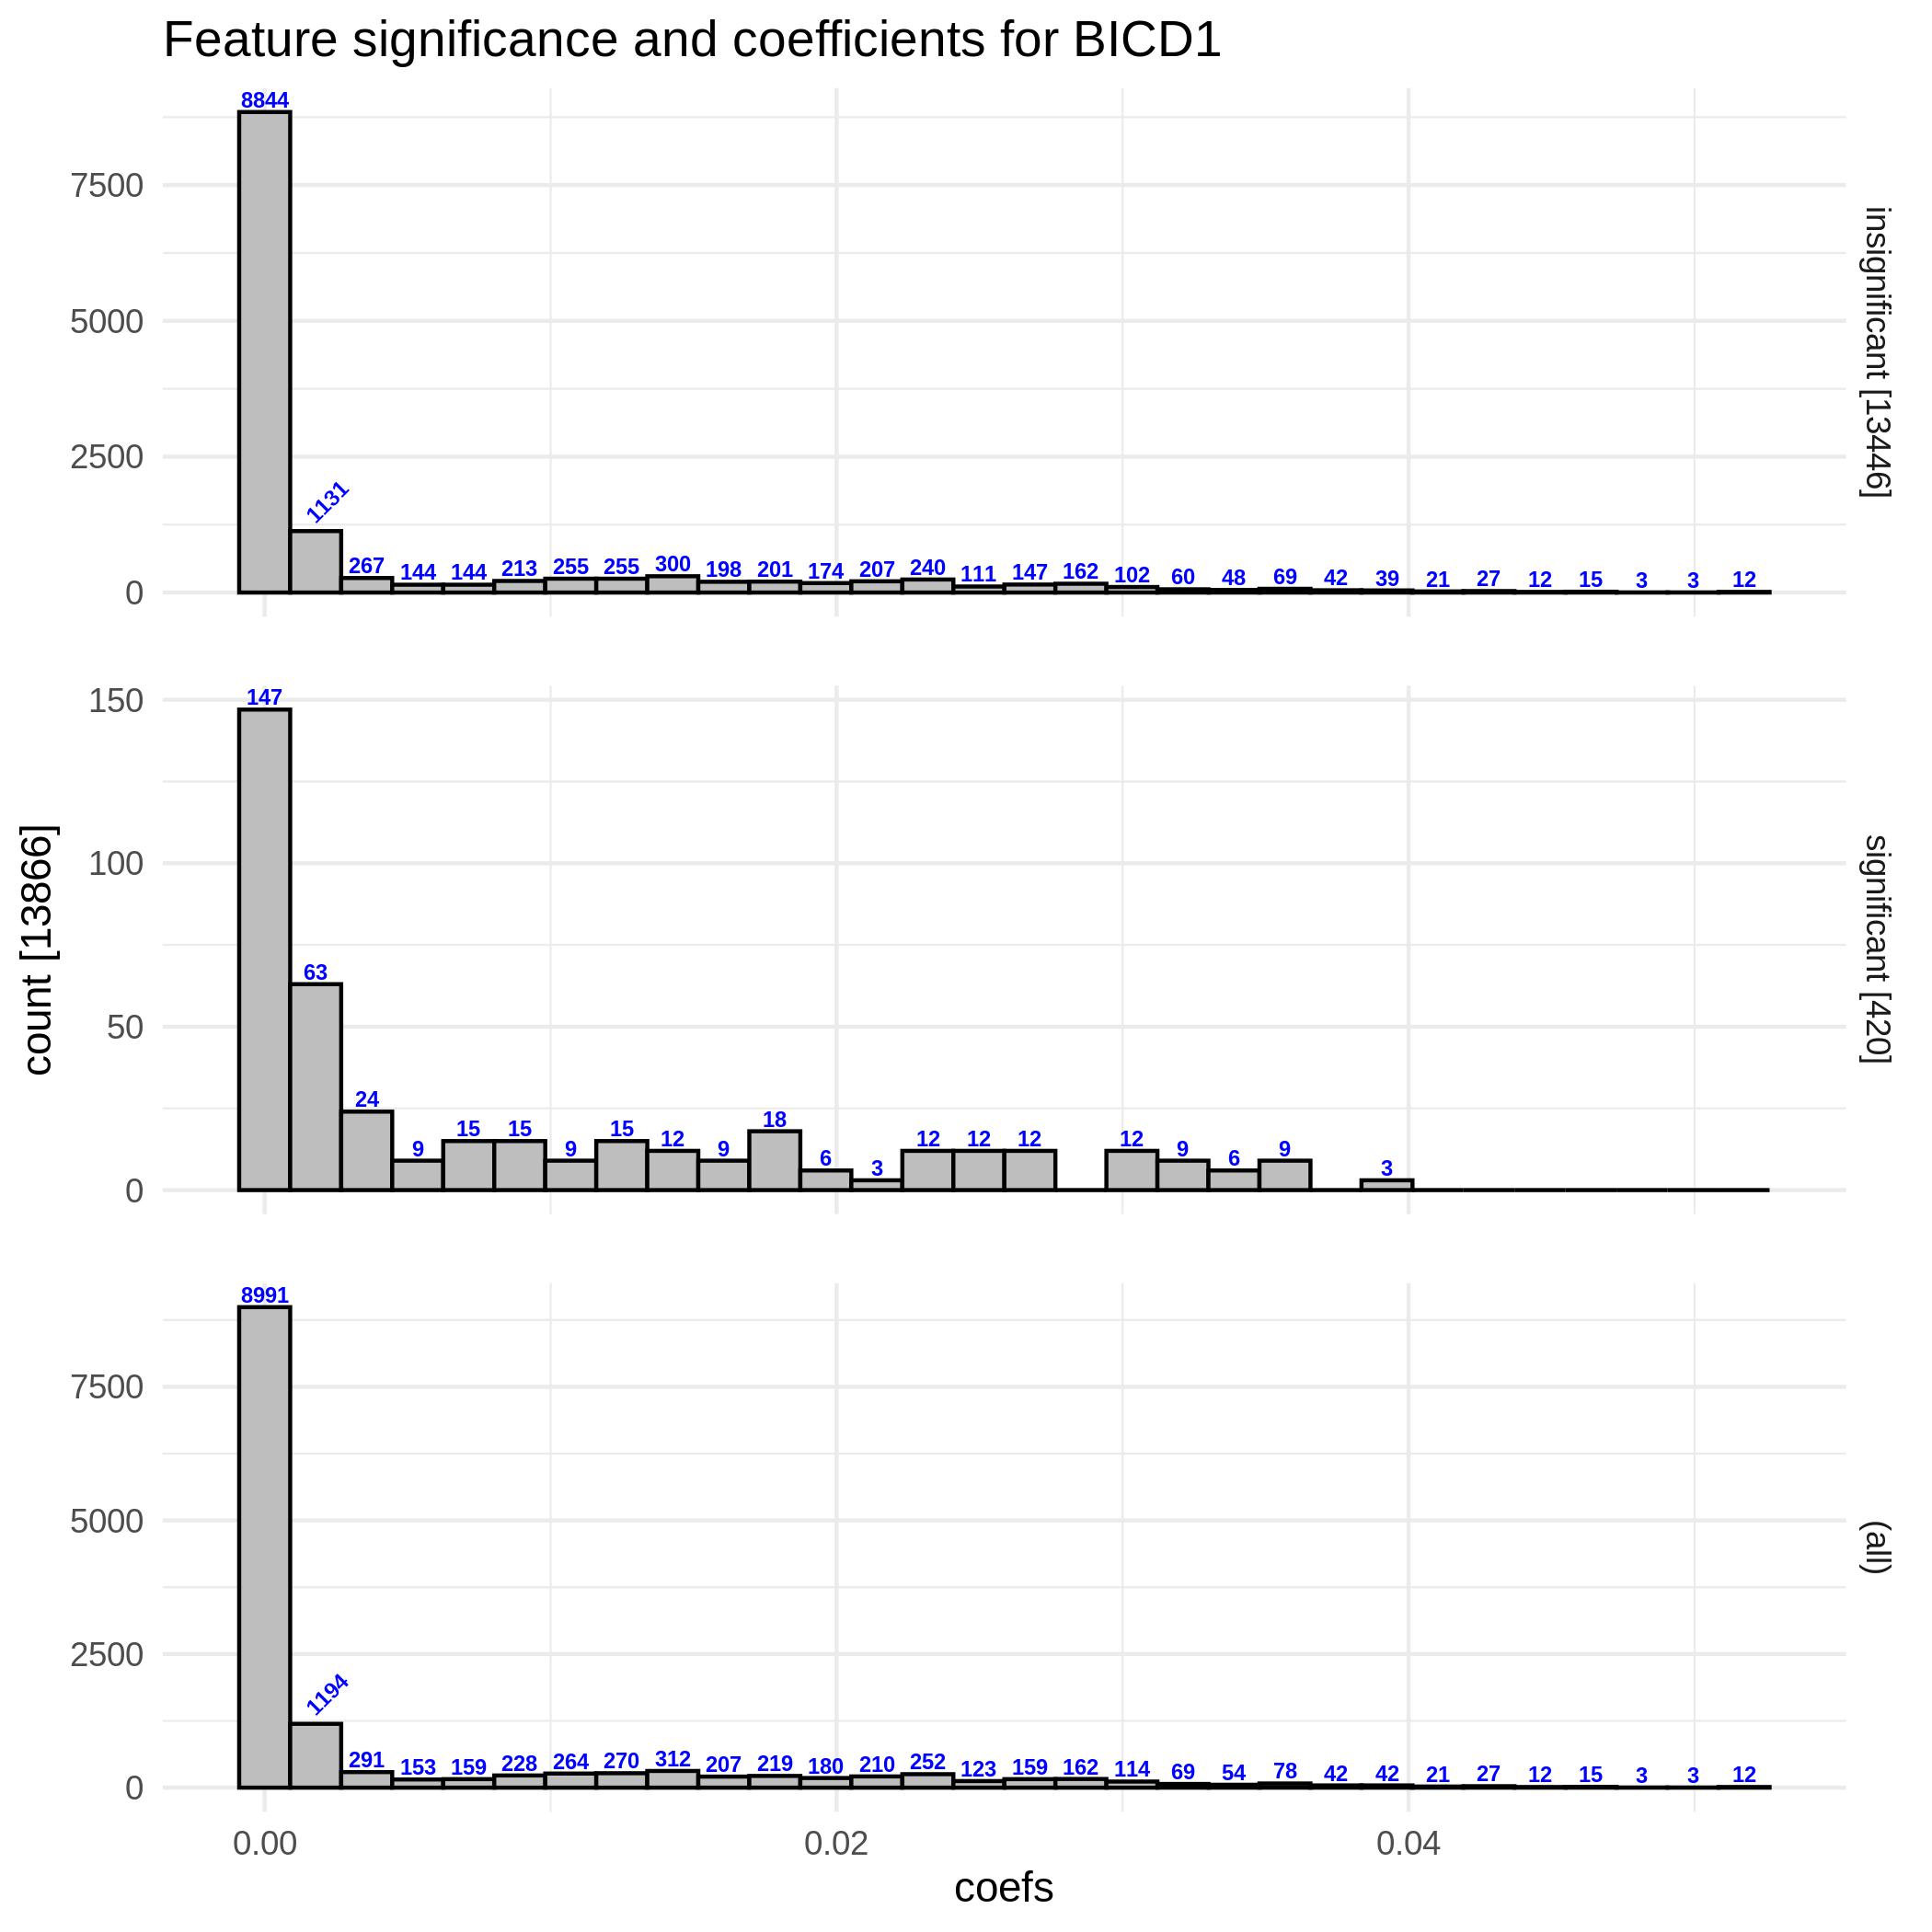 Feature significance and coefficients for BICD1
8844
7500
5000
2500
0
1131
267 144 144 213 255 255 300 198 201 174 207 240 111 147 162 102 60 48 69 42 39 21 27 12 15 3 3 12
insignificant [13446]
count [13866]
150
100
50
0
147
63
24 9 15 15 9 15 12 9 18 6 3 12 12 12 12 9 6 9 3
significant [420]
8991
7500
5000
2500
0
1194
291 153 159 228 264 270 312 207 219 180 210 252 123 159 162 114 69 54 78 42 42 21 27 12 15 3 3 12
(all)
0.00 0.02 0.04
coefs